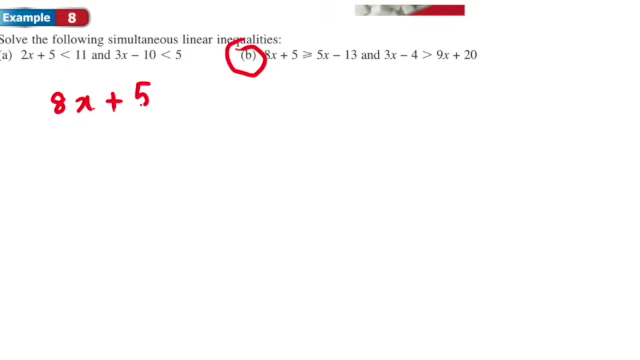 Example 8
Solve the following simultaneous linear inequalities:
(a) 2x + 5 < 11 and 3x − 10 < 5 (b) 8x + 5 ⩾ 5x − 13 and 3x − 4 > 9x + 20
8x + 5